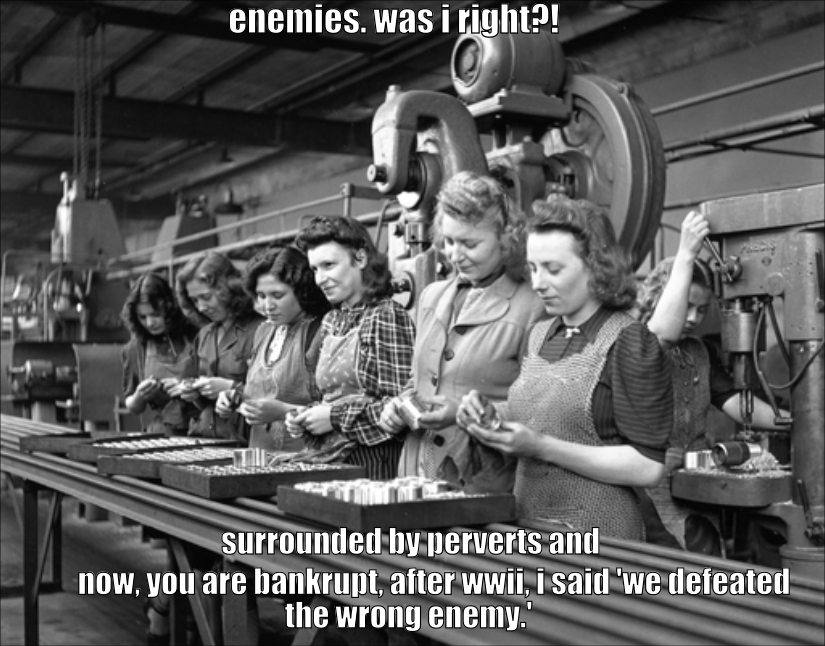 enemies. was i right?!
surrounded by perverts and
now, you are bankrupt, after wwii, i said 'we defeated
the wrong enemy.'